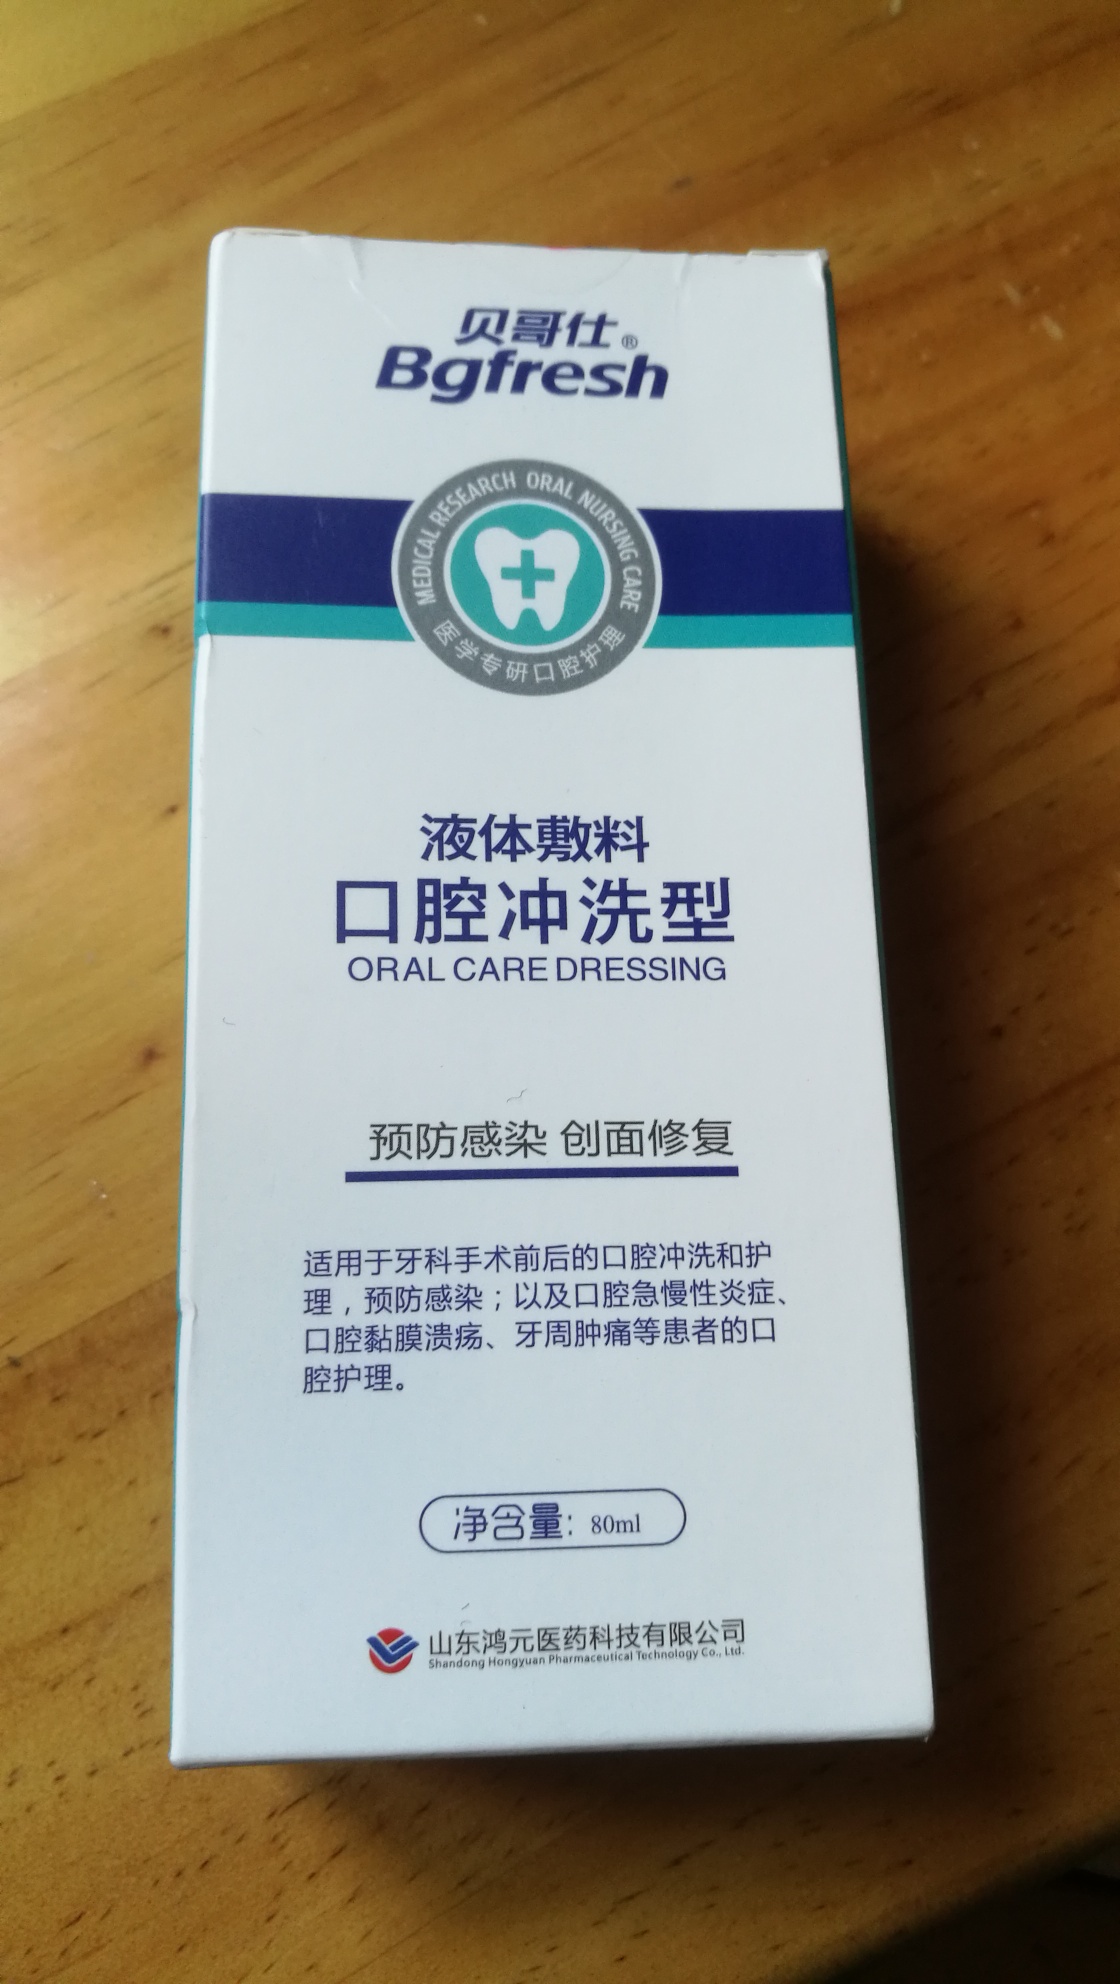 贝哥仕®
Bgfresh
MEDICAL RESEARCH ORAL NURSING CARE
医学专研口腔护理
液体敷料
口腔冲洗型
ORAL CARE DRESSING
预防感染 创面修复
适用于牙科手术前后的口腔冲洗和护
理，预防感染；以及口腔急慢性炎症、
口腔黏膜溃疡、牙周肿痛等患者的口
腔护理。
净含量: 80ml
山东鸿元医药科技有限公司
Shandong Hongyuan Pharmaceutical Technology Co., Ltd.